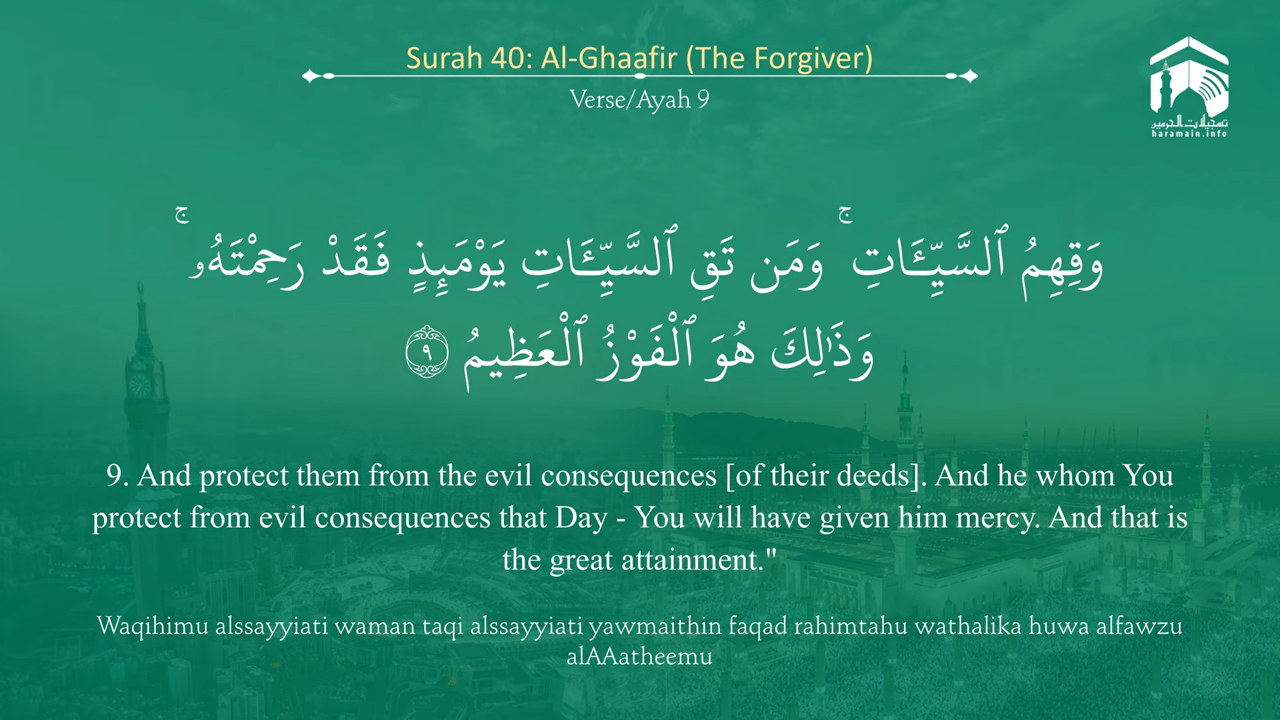 Surah 40: Al-Ghaafir (The Forgiver)
Verse/Ayah 9
تسجيلات الحرمين
haramain.info
وَقِهِمُ ٱلسَّيِّـَٔاتِ ۚ وَمَن تَقِ ٱلسَّيِّـَٔاتِ يَوْمَئِذٍ فَقَدْ رَحِمْتَهُۥ ۚ
وَذَٰلِكَ هُوَ ٱلْفَوْزُ ٱلْعَظِيمُ ٩
9. And protect them from the evil consequences [of their deeds]. And he whom You
protect from evil consequences that Day - You will have given him mercy. And that is
the great attainment."
Waqihimu alssayyiati waman taqi alssayyiati yawmaithin faqad rahimtahu wathalika huwa alfawzu
alAAatheemu